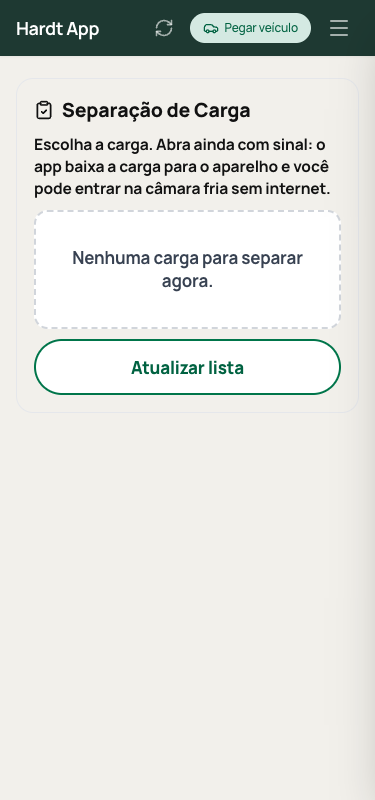 Hardt App
Pegar veículo
Separação de Carga
Escolha a carga. Abra ainda com sinal: o
app baixa a carga para o aparelho e você
pode entrar na câmara fria sem internet.
Nenhuma carga para separar
agora.
Atualizar lista